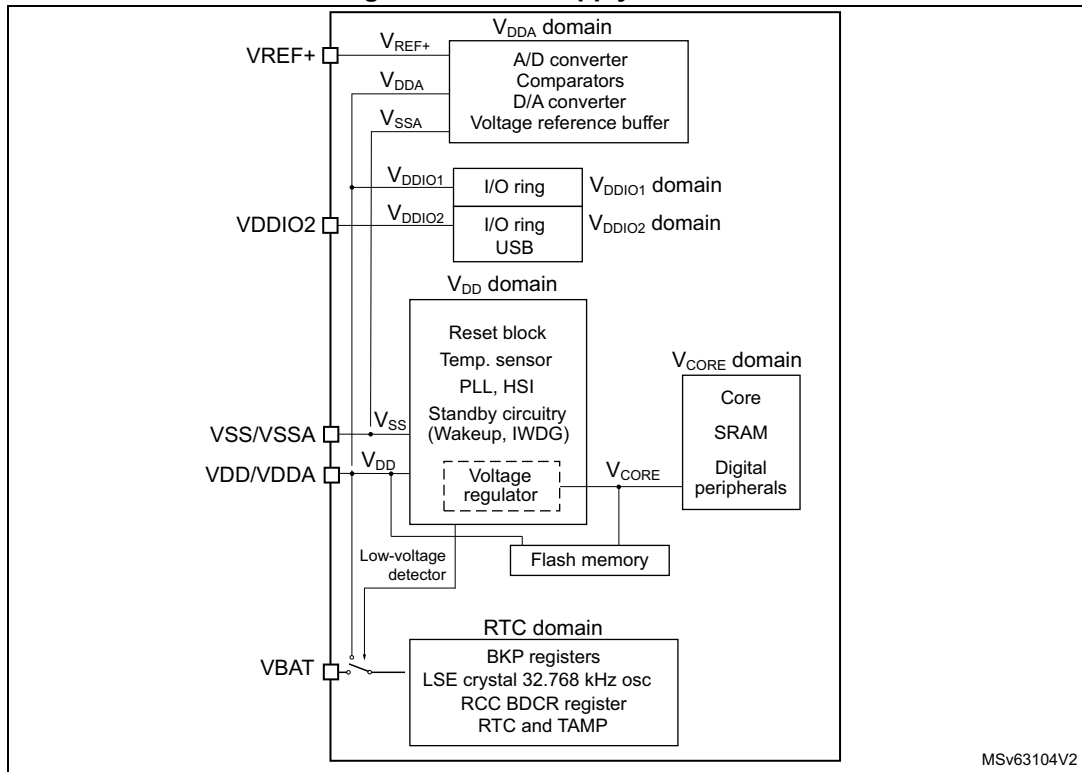 VDDA domain
VREF+
VREF+
A/D converter
Comparators
D/A converter
Voltage reference buffer
VDDA
VSSA
VDDIO1
I/O ring
VDDIO1 domain
VDDIO2
VDDIO2
I/O ring
USB
VDDIO2 domain
VDD domain
Reset block
Temp. sensor
PLL, HSI
Standby circuitry
(Wakeup, IWDG)
Voltage
regulator
VSS/VSSA
VSS
VDD/VDDA
VDD
VCORE
VCORE domain
Core
SRAM
Digital
peripherals
Flash memory
Low-voltage
detector
RTC domain
VBAT
BKP registers
LSE crystal 32.768 kHz osc
RCC BDCR register
RTC and TAMP
MSv63104V2